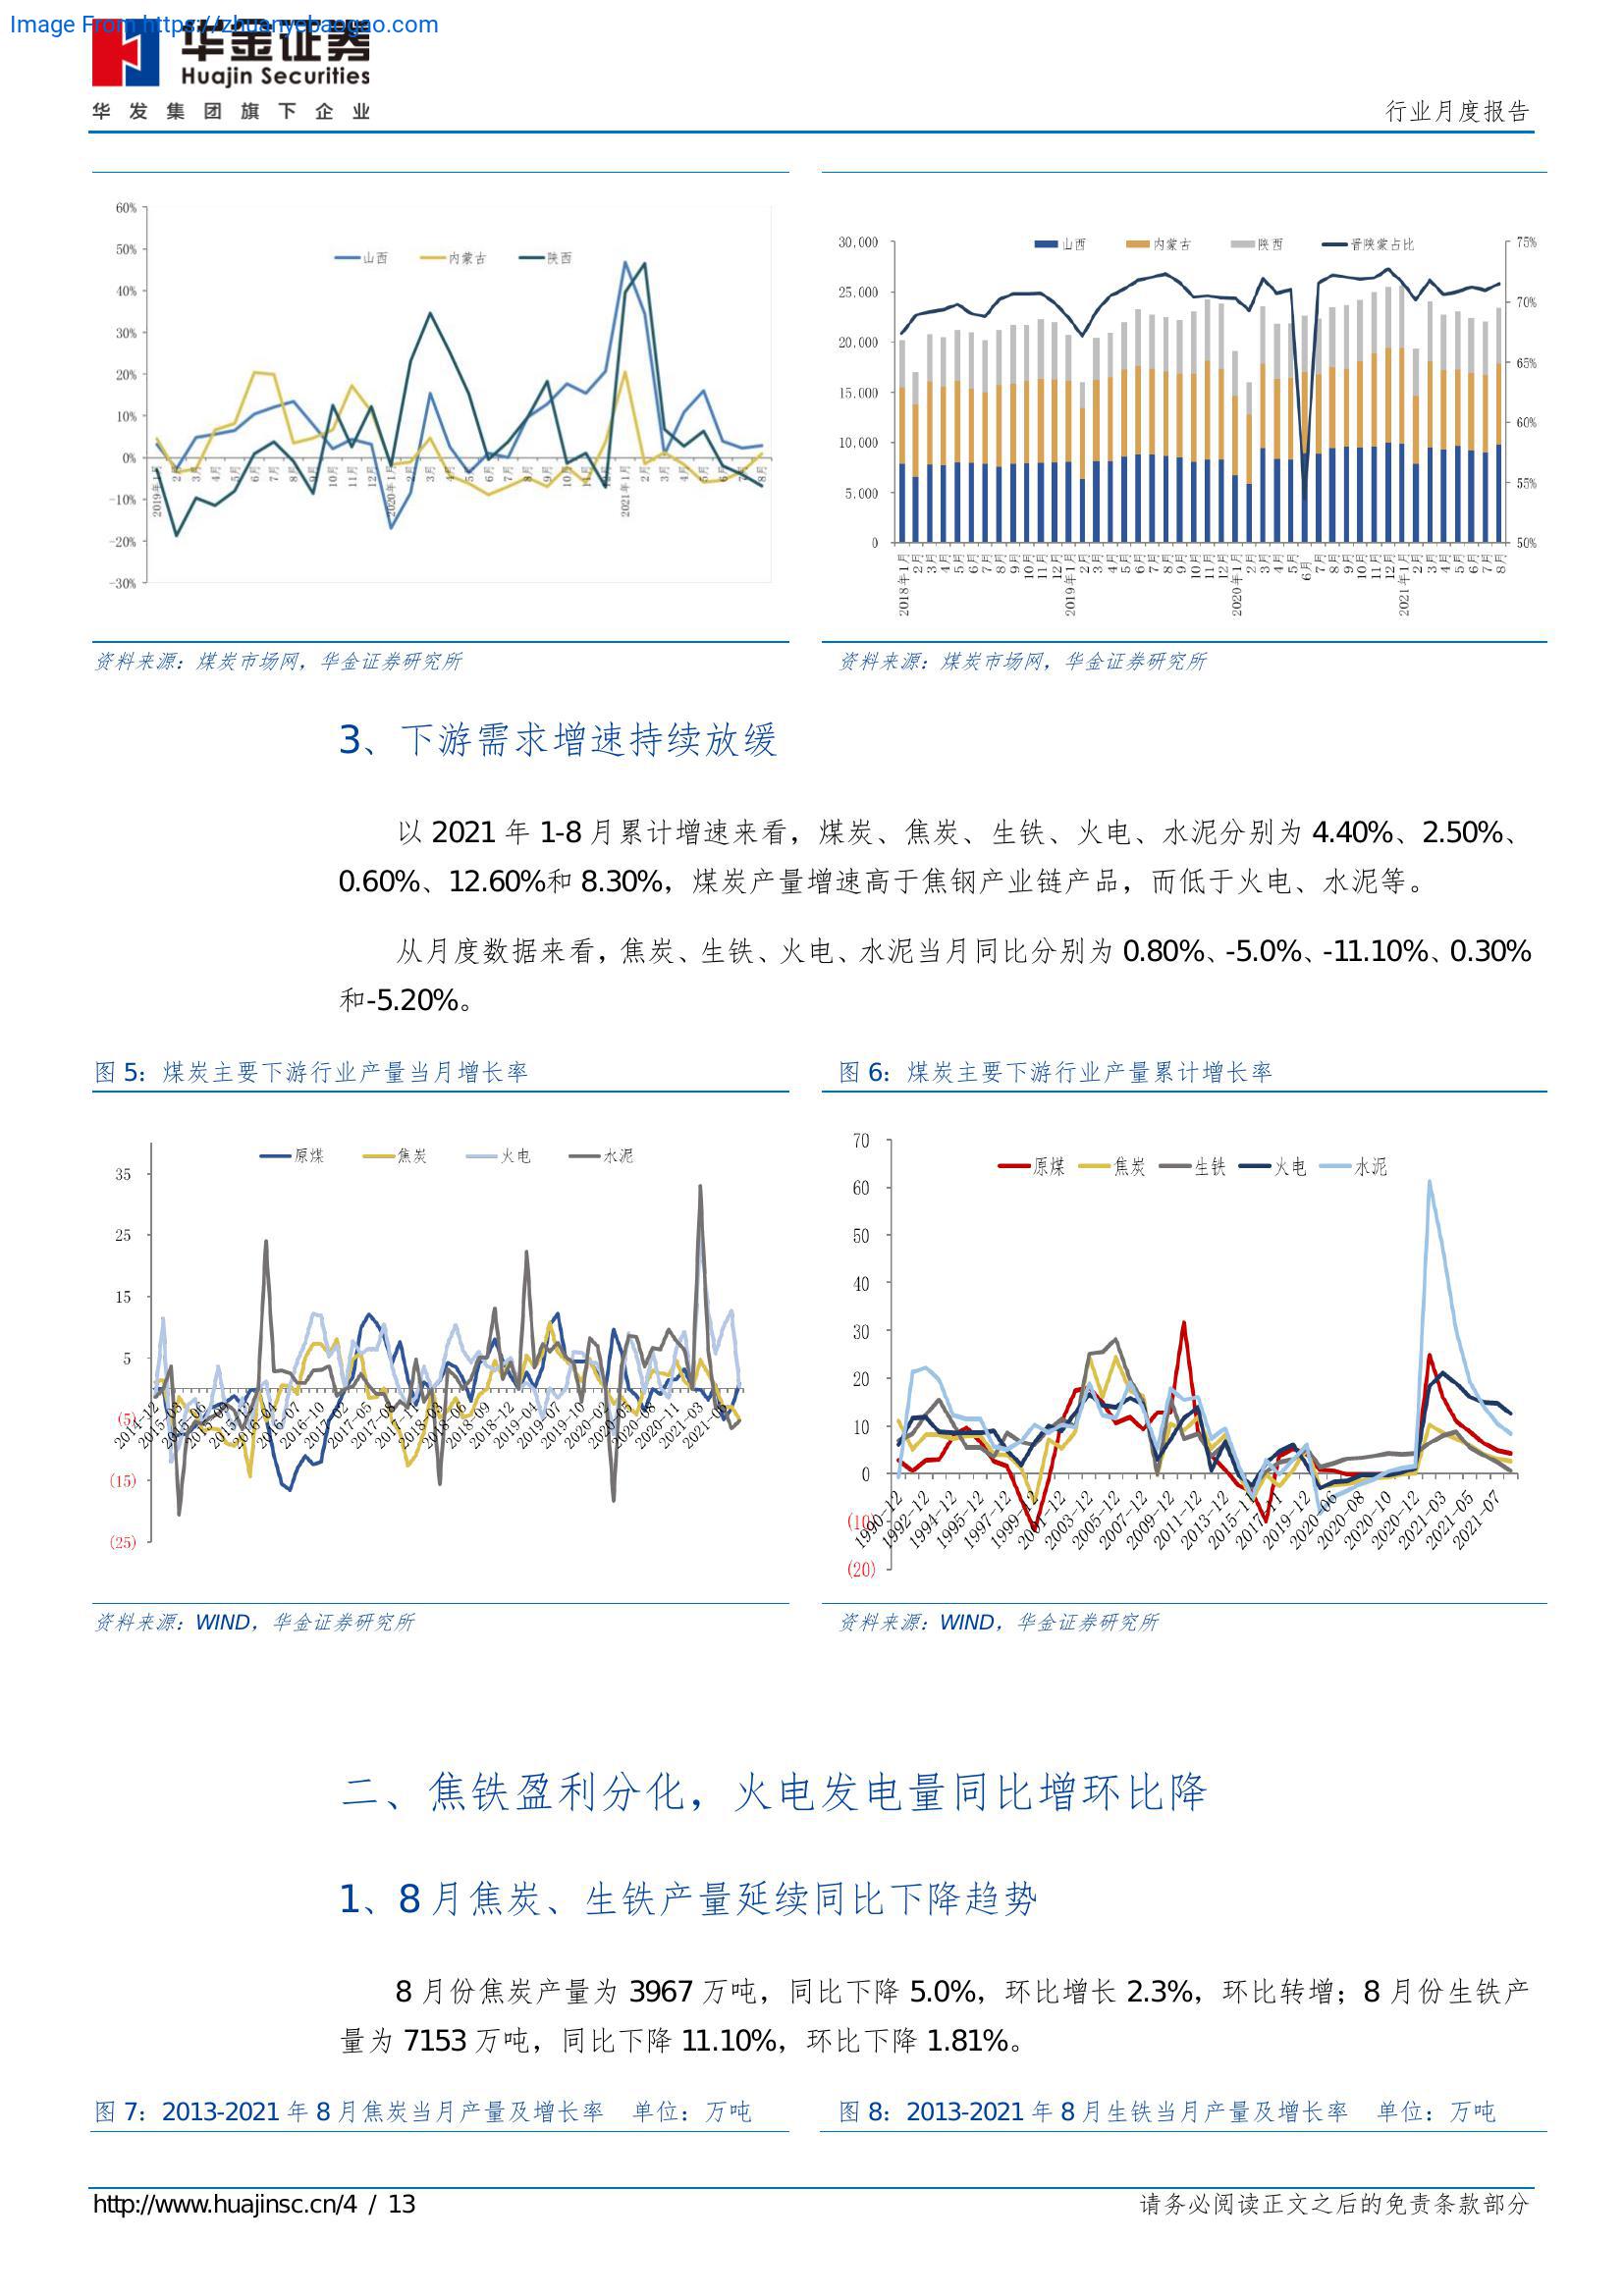 Image From https://zhuanyebaogao.com
华金证券
Huajin Securities
华发集团旗下企业
行业月度报告
60%
50%
40%
30%
20%
10%
0%
-10%
-20%
-30%
山西 内蒙古 陕西
2019年1月 2月 3月 4月 5月 6月 7月 8月 9月 10月 11月 12月 2020年1月 2月 3月 4月 5月 6月 7月 8月 9月 10月 11月 12月 2021年1月 2月 3月 4月 5月 6月 7月 8月
30,000
25,000
20,000
15,000
10,000
5,000
0
山西 内蒙古 陕西 晋陕蒙占比
75%
70%
65%
60%
55%
50%
2018年1月 2月 3月 4月 5月 6月 7月 8月 9月 10月 11月 12月 2019年1月 2月 3月 4月 5月 6月 7月 8月 9月 10月 11月 12月 2020年1月 2月 3月 4月 5月 6月 7月 8月 9月 10月 11月 12月 2021年1月 2月 3月 4月 5月 6月 7月 8月
资料来源：煤炭市场网，华金证券研究所
资料来源：煤炭市场网，华金证券研究所
3、下游需求增速持续放缓
以 2021 年 1-8 月累计增速来看，煤炭、焦炭、生铁、火电、水泥分别为 4.40%、2.50%、
0.60%、12.60%和 8.30%，煤炭产量增速高于焦钢产业链产品，而低于火电、水泥等。
从月度数据来看，焦炭、生铁、火电、水泥当月同比分别为 0.80%、-5.0%、-11.10%、0.30%
和-5.20%。
图 5：煤炭主要下游行业产量当月增长率
图 6：煤炭主要下游行业产量累计增长率
原煤 焦炭 火电 水泥
35
25
15
5
(5)
(15)
(25)
2014-12 2015-03 2015-06 2015-09 2015-12 2016-04 2016-07 2016-10 2017-02 2017-05 2017-08 2017-11 2018-03 2018-06 2018-09 2018-12 2019-04 2019-07 2019-10 2020-02 2020-05 2020-08 2020-11 2021-03 2021-06
原煤 焦炭 生铁 火电 水泥
70
60
50
40
30
20
10
0
(10)
(20)
1990-12 1992-12 1994-12 1995-12 1997-12 1999-12 2001-12 2003-12 2005-12 2007-12 2009-12 2011-12 2013-12 2015-11 2017-11 2019-12 2020-06 2020-08 2020-10 2020-12 2021-03 2021-05 2021-07
资料来源：WIND，华金证券研究所
资料来源：WIND，华金证券研究所
二、焦铁盈利分化，火电发电量同比增环比降
1、8 月焦炭、生铁产量延续同比下降趋势
8 月份焦炭产量为 3967 万吨，同比下降 5.0%，环比增长 2.3%，环比转增；8 月份生铁产
量为 7153 万吨，同比下降 11.10%，环比下降 1.81%。
图 7：2013-2021 年 8 月焦炭当月产量及增长率 单位：万吨
图 8：2013-2021 年 8 月生铁当月产量及增长率 单位：万吨
http://www.huajinsc.cn/4 / 13
请务必阅读正文之后的免责条款部分